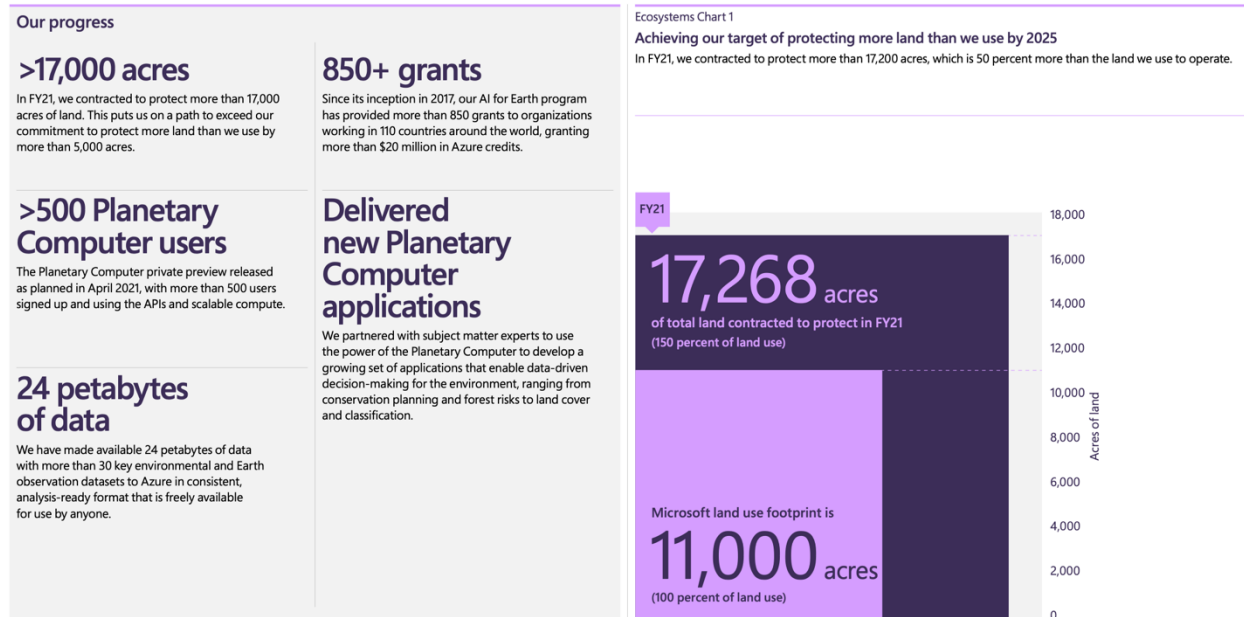 Our progress
>17,000 acres
In FY21, we contracted to protect more than 17,000
acres of land. This puts us on a path to exceed our
commitment to protect more land than we use by
more than 5,000 acres.
850+ grants
Since its inception in 2017, our AI for Earth program
has provided more than 850 grants to organizations
working in 110 countries around the world, granting
more than $20 million in Azure credits.
>500 Planetary
Computer users
The Planetary Computer private preview released
as planned in April 2021, with more than 500 users
signed up and using the APIs and scalable compute.
Delivered
new Planetary
Computer
applications
We partnered with subject matter experts to use
the power of the Planetary Computer to develop a
growing set of applications that enable data-driven
decision-making for the environment, ranging from
conservation planning and forest risks to land cover
and classification.
24 petabytes
of data
We have made available 24 petabytes of data
with more than 30 key environmental and Earth
observation datasets to Azure in consistent,
analysis-ready format that is freely available
for use by anyone.
Ecosystems Chart 1
Achieving our target of protecting more land than we use by 2025
In FY21, we contracted to protect more than 17,200 acres, which is 50 percent more than the land we use to operate.
FY21
17,268 acres
of total land contracted to protect in FY21
(150 percent of land use)
Microsoft land use footprint is
11,000 acres
(100 percent of land use)
18,000
16,000
14,000
12,000
10,000
8,000
6,000
4,000
2,000
0
Acres of land